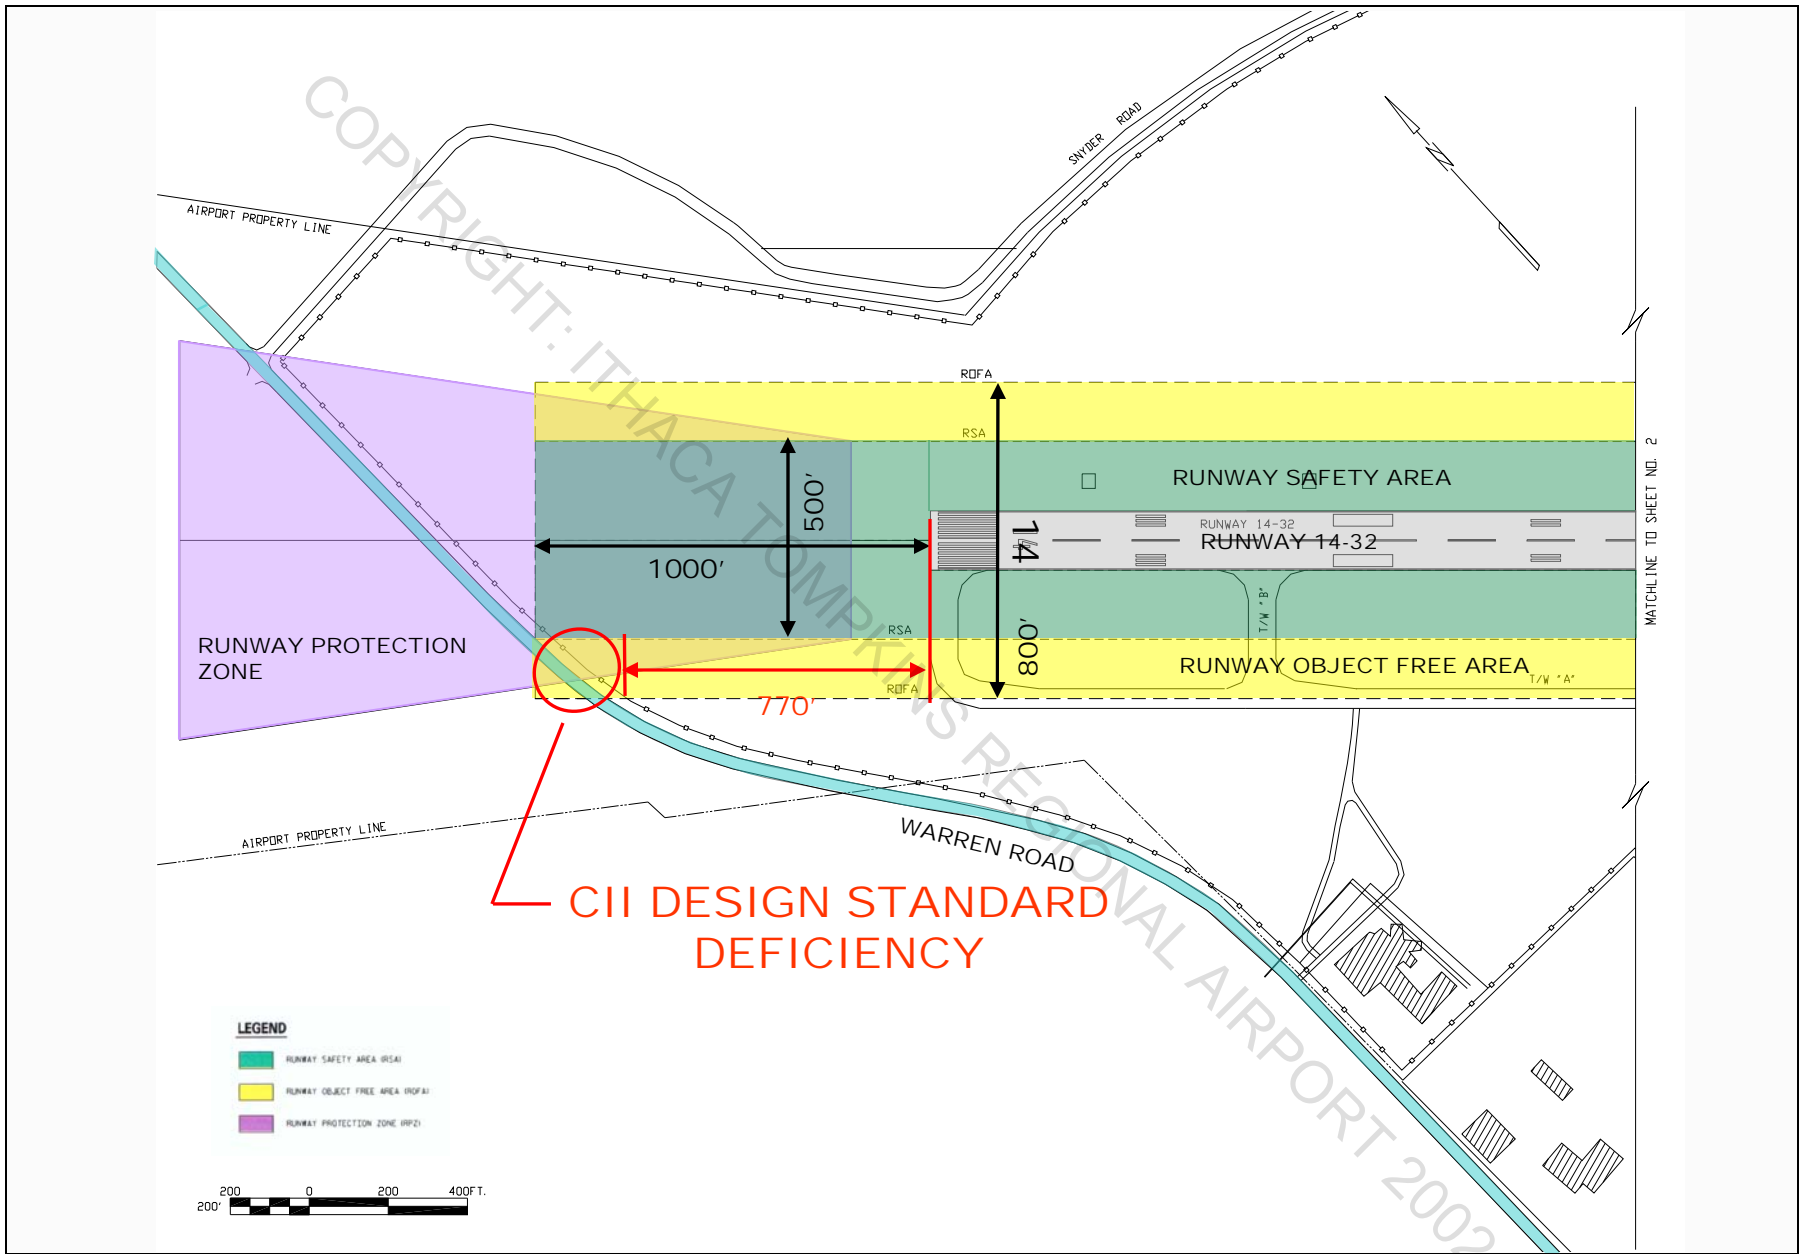 COPYRIGHT: ITHACA TOMPKINS REGIONAL AIRPORT 2002
SNYDER ROAD
N
AIRPORT PROPERTY LINE
ROFA
RSA
RUNWAY SAFETY AREA
500'
14
RUNWAY 14-32
RUNWAY 14-32
1000'
MATCHLINE TO SHEET NO. 2
T/W "B"
RSA
800'
RUNWAY PROTECTION
ZONE
RUNWAY OBJECT FREE AREA
T/W "A"
ROFA
770'
AIRPORT PROPERTY LINE
WARREN ROAD
CII DESIGN STANDARD
DEFICIENCY
LEGEND
RUNWAY SAFETY AREA (RSA)
RUNWAY OBJECT FREE AREA (ROFA)
RUNWAY PROTECTION ZONE (RPZ)
200 0 200 400FT.
200'